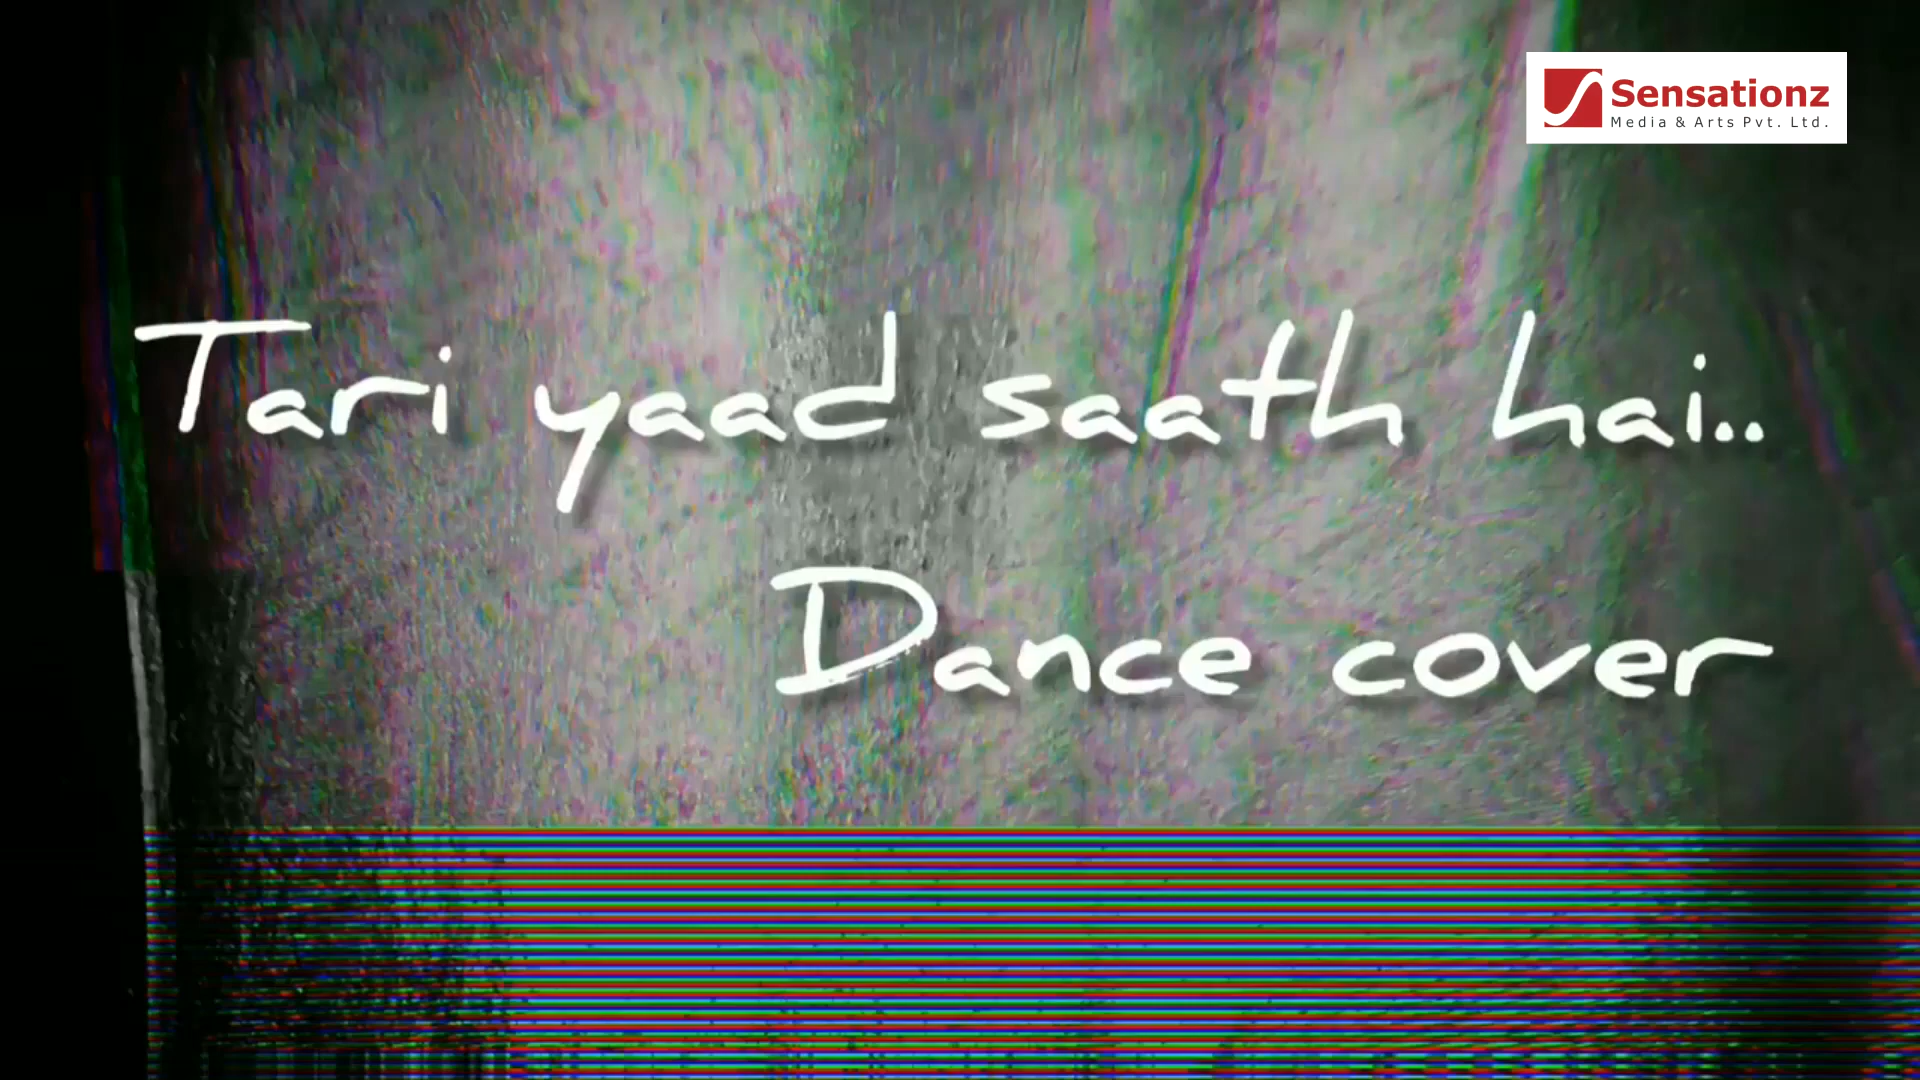 Sensationz
Media & Arts Pvt. Ltd.
Tari yaad saath hai..
Dance cover